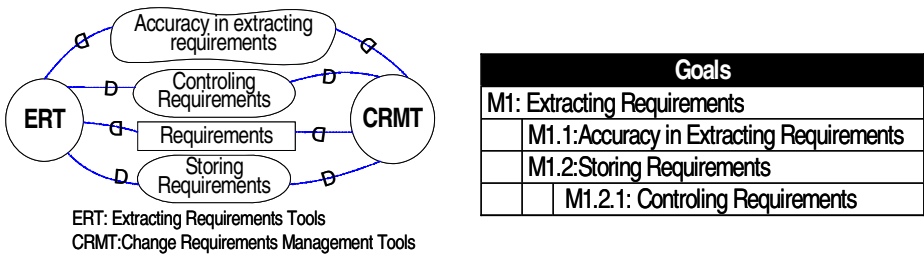 Accuracy in extracting
requirements
D
D
Controling
Requirements
D
D
ERT
CRMT
D
Requirements
D
Storing
Requirements
D
D
ERT: Extracting Requirements Tools
CRMT:Change Requirements Management Tools
Goals
M1: Extracting Requirements
M1.1:Accuracy in Extracting Requirements
M1.2:Storing Requirements
M1.2.1: Controling Requirements